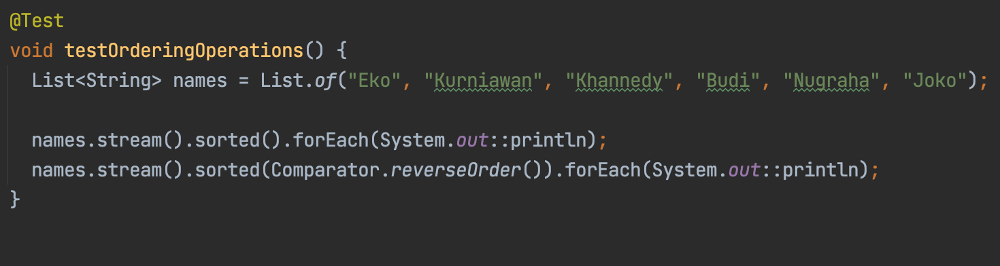 @Test
void testOrderingOperations() {
  List<String> names = List.of("Eko", "Kurniawan", "Khannedy", "Budi", "Nugraha", "Joko");
  names.stream().sorted().forEach(System.out::println);
  names.stream().sorted(Comparator.reverseOrder()).forEach(System.out::println);
}